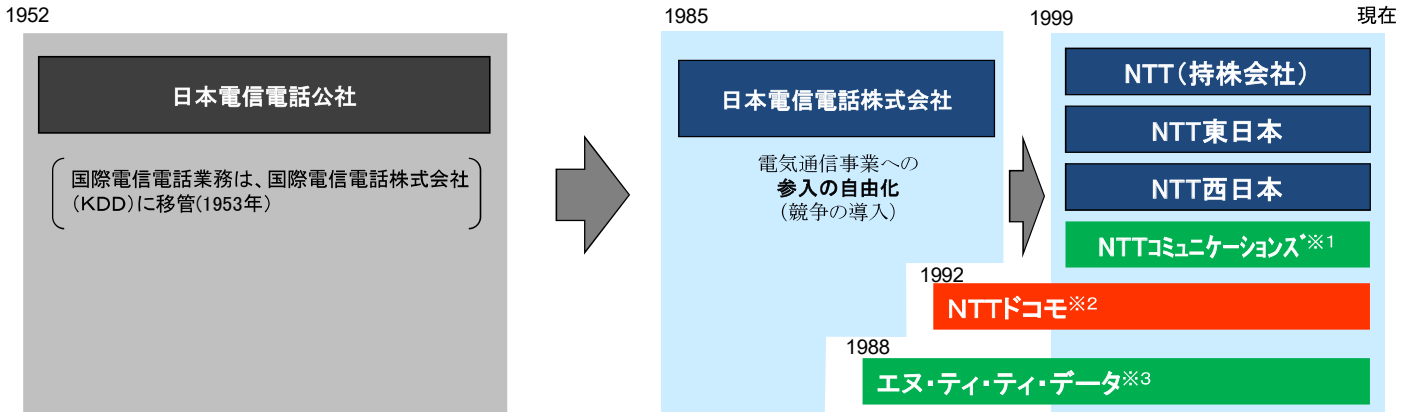 1952
日本電信電話公社
国際電信電話業務は、国際電信電話株式会社
（KDD）に移管(1953年）
1985
日本電信電話株式会社
電気通信事業への
参入の自由化
（競争の導入）
1999
現在
NTT（持株会社）
NTT東日本
NTT西日本
NTTｺﾐｭﾆｹｰｼｮﾝｽﾞ※1
1992
NTTドコモ※2
1988
エヌ・ティ・ティ・データ※3